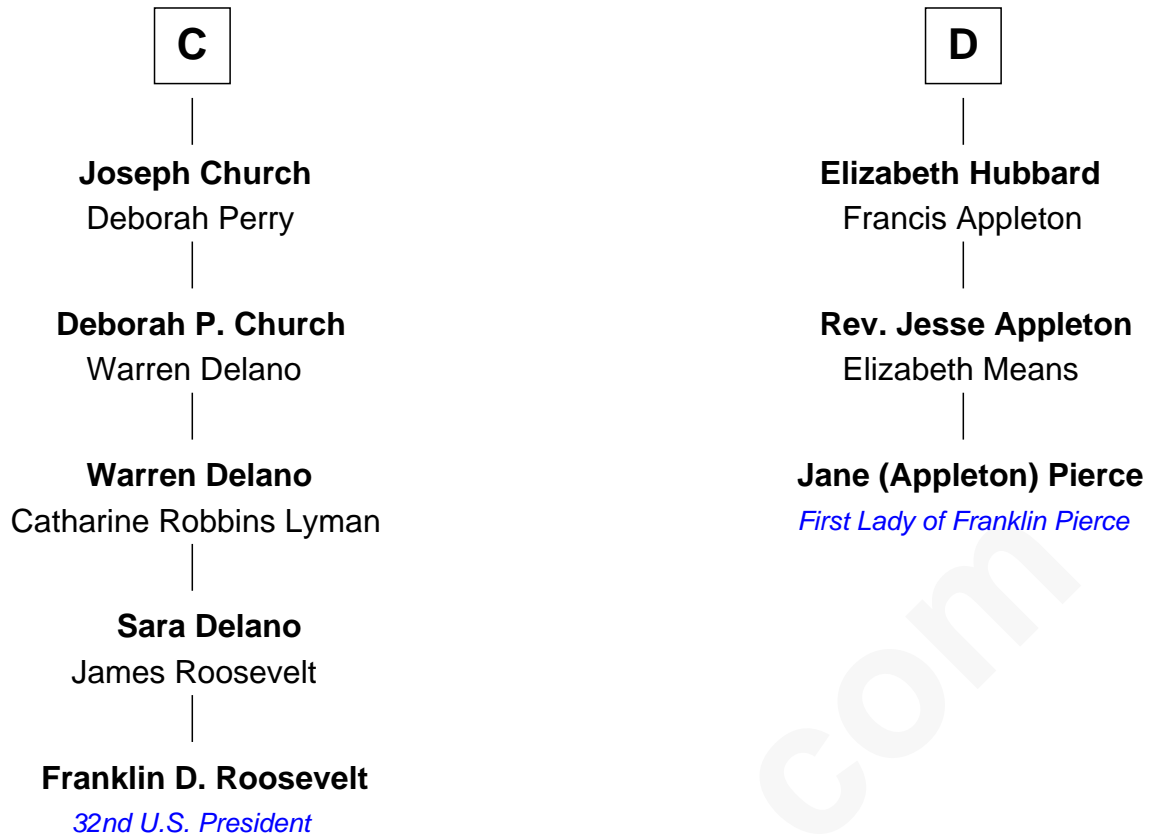 C
Joseph Church
Deborah Perry
Deborah P. Church
Warren Delano
Warren Delano
Catharine Robbins Lyman
Sara Delano
James Roosevelt
Franklin D. Roosevelt
32nd U.S. President
D
Elizabeth Hubbard
Francis Appleton
Rev. Jesse Appleton
Elizabeth Means
Jane (Appleton) Pierce
First Lady of Franklin Pierce
com